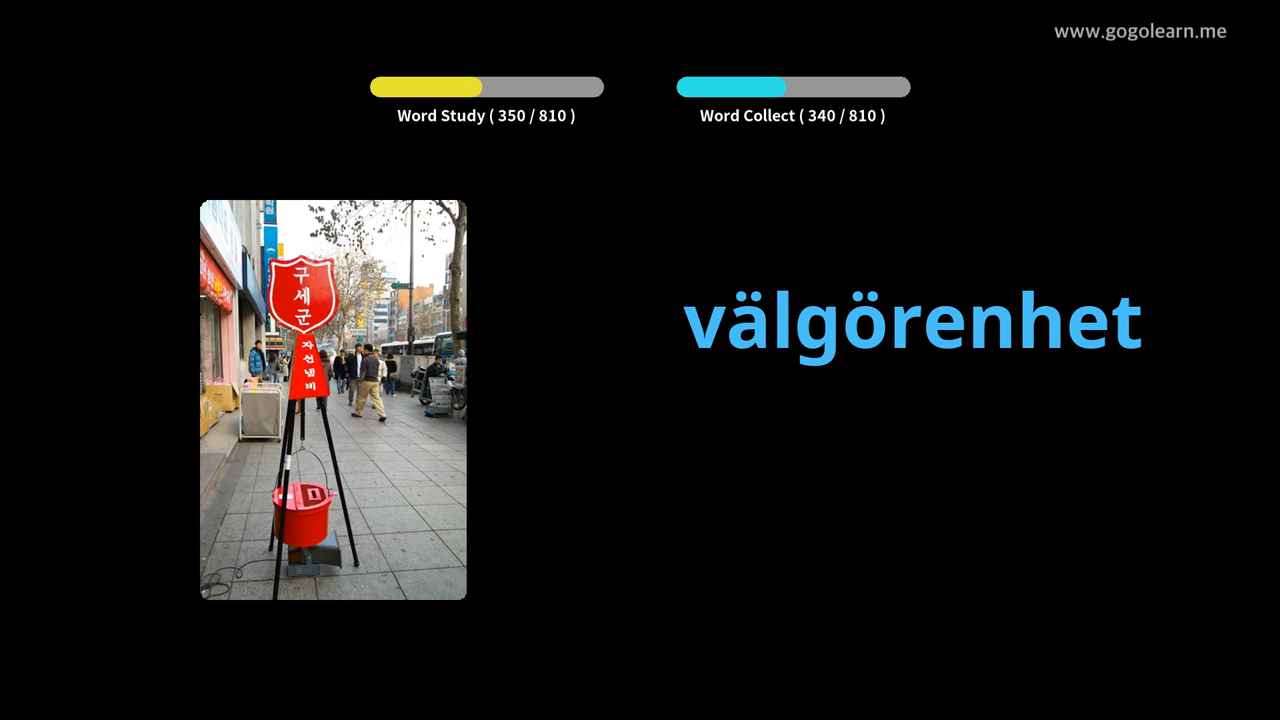 www.gogolearn.me
Word Study ( 350 / 810 )
Word Collect ( 340 / 810 )
välgörenhet
구세군
자선냄비